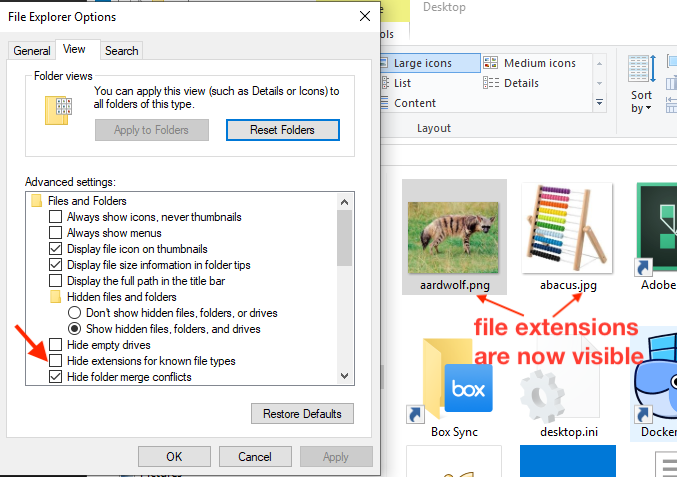 File Explorer Options
General View Search
Folder views
You can apply this view (such as Details or Icons) to
all folders of this type.
Apply to Folders Reset Folders
Advanced settings:
Files and Folders
Always show icons, never thumbnails
Always show menus
Display file icon on thumbnails
Display file size information in folder tips
Display the full path in the title bar
Hidden files and folders
Don't show hidden files, folders, or drives
Show hidden files, folders, and drives
Hide empty drives
Hide extensions for known file types
Hide folder merge conflicts
Restore Defaults
OK Cancel Apply
Pictures
Desktop
Large icons Medium icons
List Details
Content
Layout
Sort
by
aardwolf.png abacus.jpg Adobe
file extensions
are now visible
box
Box Sync desktop.ini Docker